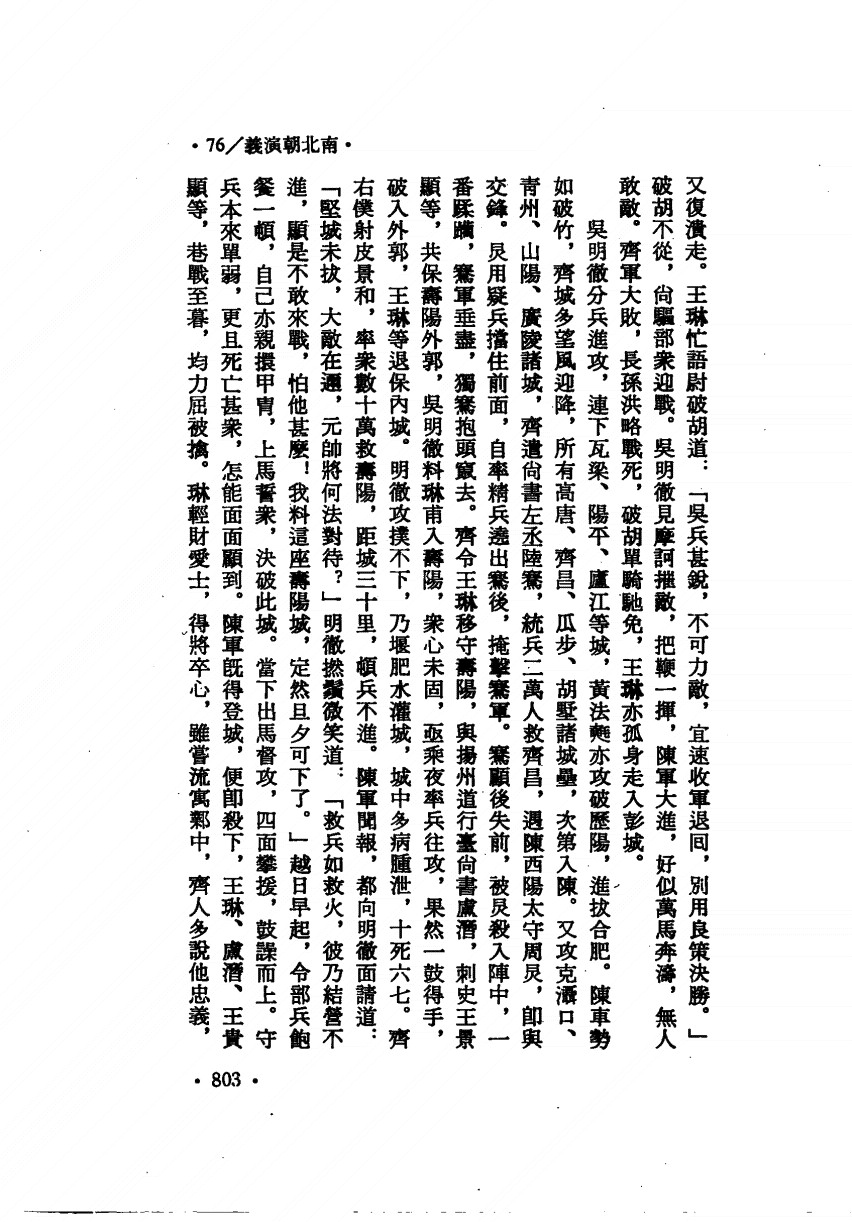 •76／義演朝北南•
又復潰走。王琳忙語尉破胡道：「吳兵甚銳，不可力敵，宜速收軍退囘，別用良策決勝。」
破胡不從，尙驅部衆迎戰。吳明徹見摩訶摧敵，把鞭一揮，陳軍大進，好似萬馬奔濤，無人
敢敵。齊軍大敗，長孫洪略戰死，破胡單騎馳免，王琳亦孤身走入彭城。
吳明徹分兵進攻，連下瓦梁、陽平、廬江等城，黃法𣰰亦攻破歷陽，進拔合肥。陳車勢
如破竹，齊城多望風迎降，所有高唐、齊昌、瓜步、胡墅諸城壘，次第入陳。又攻克灄口、
青州、山陽、廣陵諸城，齊遣尙書左丞陸騫，統兵二萬人救齊昌，遇陳西陽太守周炅，卽與
交鋒。炅用疑兵擋住前面，自率精兵遶出騫後，掩擊騫軍。騫顧後失前，被炅殺入陣中，一
番蹂躪，騫軍垂盡，獨騫抱頭竄去。齊令王琳移守壽陽，與揚州道行臺尙書盧潛，刺史王景
顯等，共保壽陽外郭，吳明徹料琳甫入壽陽，衆心未固，亟乘夜率兵往攻，果然一鼓得手，
破入外郭，王琳等退保內城。明徹攻撲不下，乃堰肥水灌城，城中多病腫泄，十死六七。齊
右僕射皮景和，率衆數十萬救壽陽，距城三十里，頓兵不進。陳軍聞報，都向明徹面請道：
「堅城未拔，大敵在邇，元帥將何法對待？」明徹撚鬚微笑道：「救兵如救火，彼乃結營不
進，顯是不敢來戰，怕他甚麼！我料這座壽陽城，定然旦夕可下了。」越日早起，令部兵飽
餐一頓，自己亦親擐甲冑，上馬誓衆，決破此城。當下出馬督攻，四面攀援，鼓譟而上。守
兵本來單弱，更且死亡甚衆，怎能面面顧到。陳軍旣得登城，便卽殺下，王琳、盧潛、王貴
顯等，巷戰至暮，均力屈被擒。琳輕財愛士，得將卒心，雖嘗流寓鄴中，齊人多說他忠義，
•803•